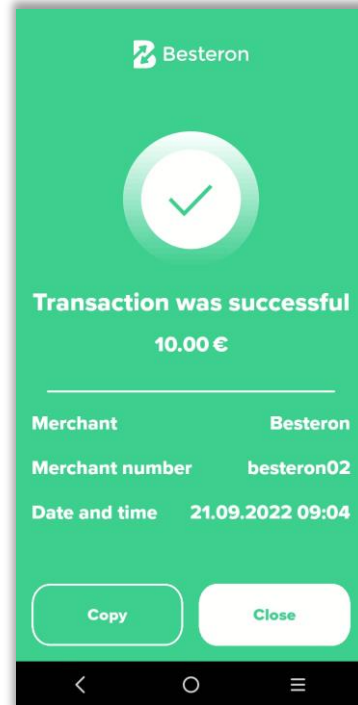 Besteron
Transaction was successful
10.00 €
Merchant Besteron
Merchant number besteron02
Date and time 21.09.2022 09:04
Copy Close